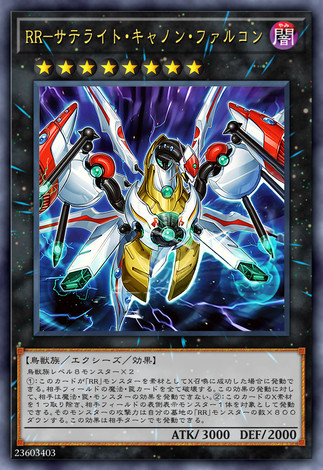 RR－サテライト・キャノン・ファルコン
闇
やみ
【鳥獣族／エクシーズ／効果】
鳥獣族レベル８モンスター×２
①：このカードが「RR」モンスターを素材としてX召喚に成功した場合に発動で
きる。相手フィールドの魔法・罠カードを全て破壊する。この効果の発動に対し
て、相手は魔法・罠・モンスターの効果を発動できない。②：このカードのX素材
を１つ取り除き、相手フィールドの表側表示モンスター１体を対象として発動で
きる。そのモンスターの攻撃力は自分の墓地の「RR」モンスターの数×８００
ダウンする。この効果は相手ターンでも発動できる。
ATK/ 3000 DEF/ 2000
23603403